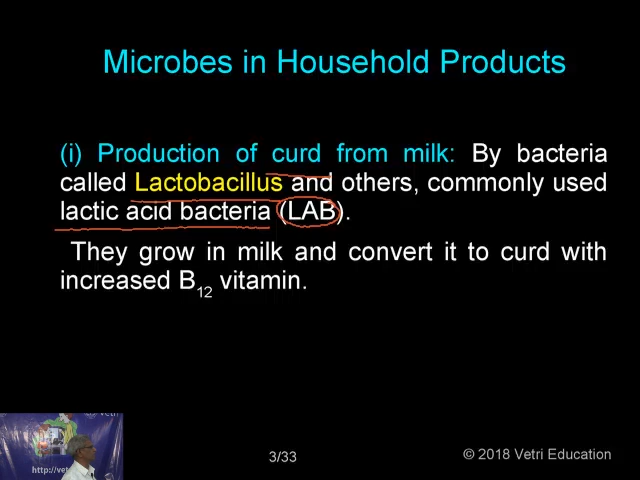 Microbes in Household Products
(i) Production of curd from milk: By bacteria
called Lactobacillus and others, commonly used
lactic acid bacteria (LAB).
They grow in milk and convert it to curd with
increased B12 vitamin.
http://vet
3/33
© 2018 Vetri Education